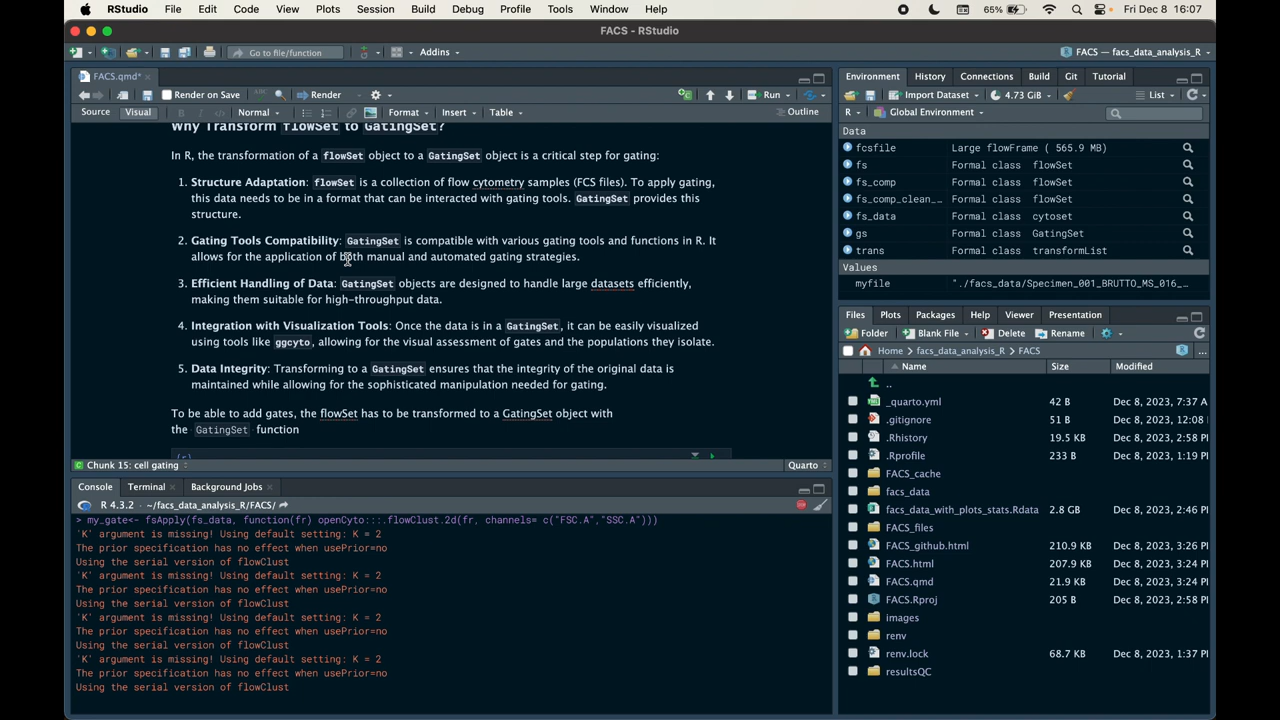 RStudio File Edit Code View Plots Session Build Debug Profile Tools Window Help 65% Fri Dec 8 16:07
FACS - RStudio
Go to file/function Addins FACS — facs_data_analysis_R
FACS.qmd*
Render on Save Render Run
Source Visual B I Normal Format Insert Table Outline
Why Transform flowSet to GatingSet?
In R, the transformation of a flowSet object to a GatingSet object is a critical step for gating:
1. Structure Adaptation: flowSet is a collection of flow cytometry samples (FCS files). To apply gating,
this data needs to be in a format that can be interacted with gating tools. GatingSet provides this
structure.
2. Gating Tools Compatibility: GatingSet is compatible with various gating tools and functions in R. It
allows for the application of both manual and automated gating strategies.
3. Efficient Handling of Data: GatingSet objects are designed to handle large datasets efficiently,
making them suitable for high-throughput data.
4. Integration with Visualization Tools: Once the data is in a GatingSet, it can be easily visualized
using tools like ggcyto, allowing for the visual assessment of gates and the populations they isolate.
5. Data Integrity: Transforming to a GatingSet ensures that the integrity of the original data is
maintained while allowing for the sophisticated manipulation needed for gating.
To be able to add gates, the flowSet has to be transformed to a GatingSet object with
the GatingSet function
{r}
Chunk 15: cell gating Quarto
Console Terminal Background Jobs
R 4.3.2 · ~/facs_data_analysis_R/FACS/
> my_gate<- fsApply(fs_data, function(fr) openCyto:::.flowClust.2d(fr, channels= c("FSC.A","SSC.A")))
'K' argument is missing! Using default setting: K = 2
The prior specification has no effect when usePrior=no
Using the serial version of flowClust
'K' argument is missing! Using default setting: K = 2
The prior specification has no effect when usePrior=no
Using the serial version of flowClust
'K' argument is missing! Using default setting: K = 2
The prior specification has no effect when usePrior=no
Using the serial version of flowClust
'K' argument is missing! Using default setting: K = 2
The prior specification has no effect when usePrior=no
Using the serial version of flowClust
Environment History Connections Build Git Tutorial
Import Dataset 4.73 GiB List
R Global Environment
Data
fcsfile Large flowFrame ( 565.9 MB)
fs Formal class flowSet
fs_comp Formal class flowSet
fs_comp_clean_… Formal class flowSet
fs_data Formal class cytoset
gs Formal class GatingSet
trans Formal class transformList
Values
myfile "./facs_data/Specimen_001_BRUTTO_MS_016_…
Files Plots Packages Help Viewer Presentation
Folder Blank File Delete Rename
Home facs_data_analysis_R FACS ...
Name Size Modified
..
_quarto.yml 42 B Dec 8, 2023, 7:37 A
.gitignore 51 B Dec 8, 2023, 12:08
.Rhistory 19.5 KB Dec 8, 2023, 2:58 P
.Rprofile 233 B Dec 8, 2023, 1:19 P
FACS_cache
facs_data
facs_data_with_plots_stats.Rdata 2.8 GB Dec 8, 2023, 2:46 P
FACS_files
FACS_github.html 210.9 KB Dec 8, 2023, 3:26 P
FACS.html 207.9 KB Dec 8, 2023, 3:24 P
FACS.qmd 21.9 KB Dec 8, 2023, 3:24 P
FACS.Rproj 205 B Dec 8, 2023, 2:58 P
images
renv
renv.lock 68.7 KB Dec 8, 2023, 1:37 P
resultsQC